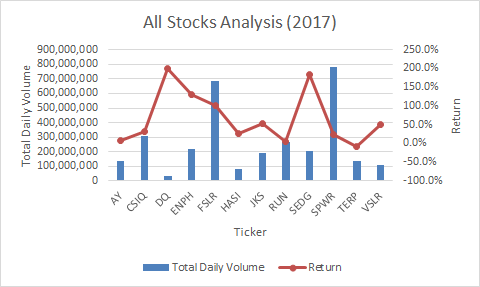 All Stocks Analysis (2017)
900,000,000
800,000,000
700,000,000
600,000,000
500,000,000
400,000,000
300,000,000
200,000,000
100,000,000
0
Total Daily Volume
250.0%
200.0%
150.0%
100.0%
50.0%
0.0%
-50.0%
-100.0%
Return
AY
CSIQ
DQ
ENPH
FSLR
HASI
JKS
RUN
SEDG
SPWR
TERP
VSLR
Ticker
Total Daily Volume
Return